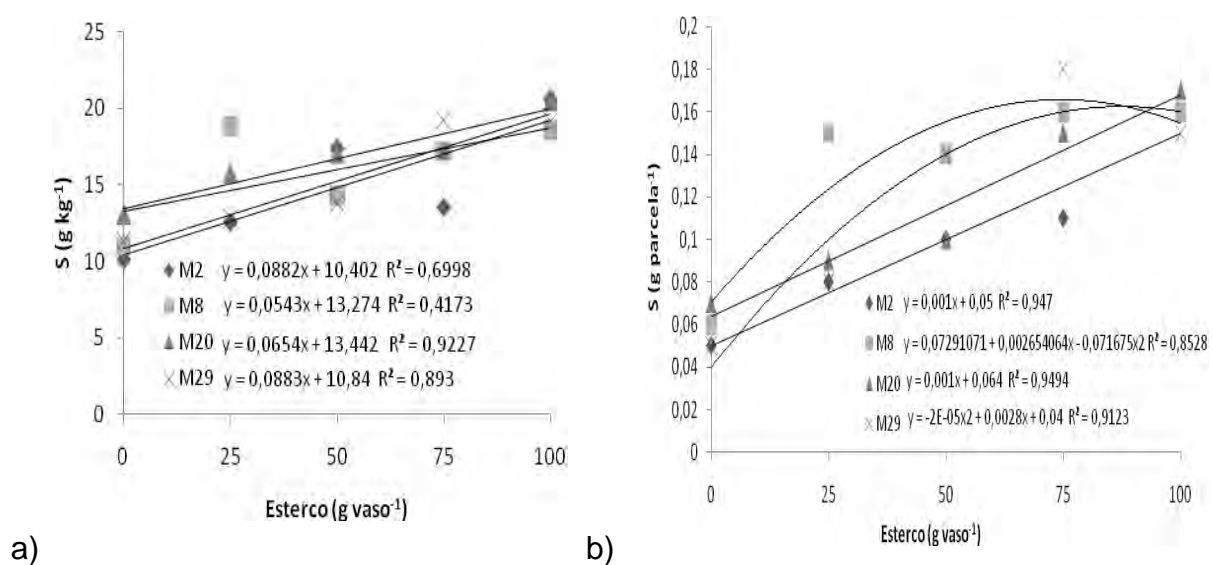 25
20
15
10
5
0
S (g kg⁻¹)
M2 y = 0,0882x + 10,402 R² = 0,6998
M8 y = 0,0543x + 13,274 R² = 0,4173
M20 y = 0,0654x + 13,442 R² = 0,9227
M29 y = 0,0883x + 10,84 R² = 0,893
0 25 50 75 100
Esterco (g vaso⁻¹)
a)
0,2
0,18
0,16
0,14
0,12
0,1
0,08
0,06
0,04
0,02
0
S (g parcela⁻¹)
M2 y = 0,001x + 0,05 R² = 0,947
M8 y = 0,07291071 + 0,002654064x - 0,071675x2 R² = 0,8528
M20 y = 0,001x + 0,064 R² = 0,9494
M29 y = -2E-05x2 + 0,0028x + 0,04 R² = 0,9123
0 25 50 75 100
Esterco (g vaso⁻¹)
b)